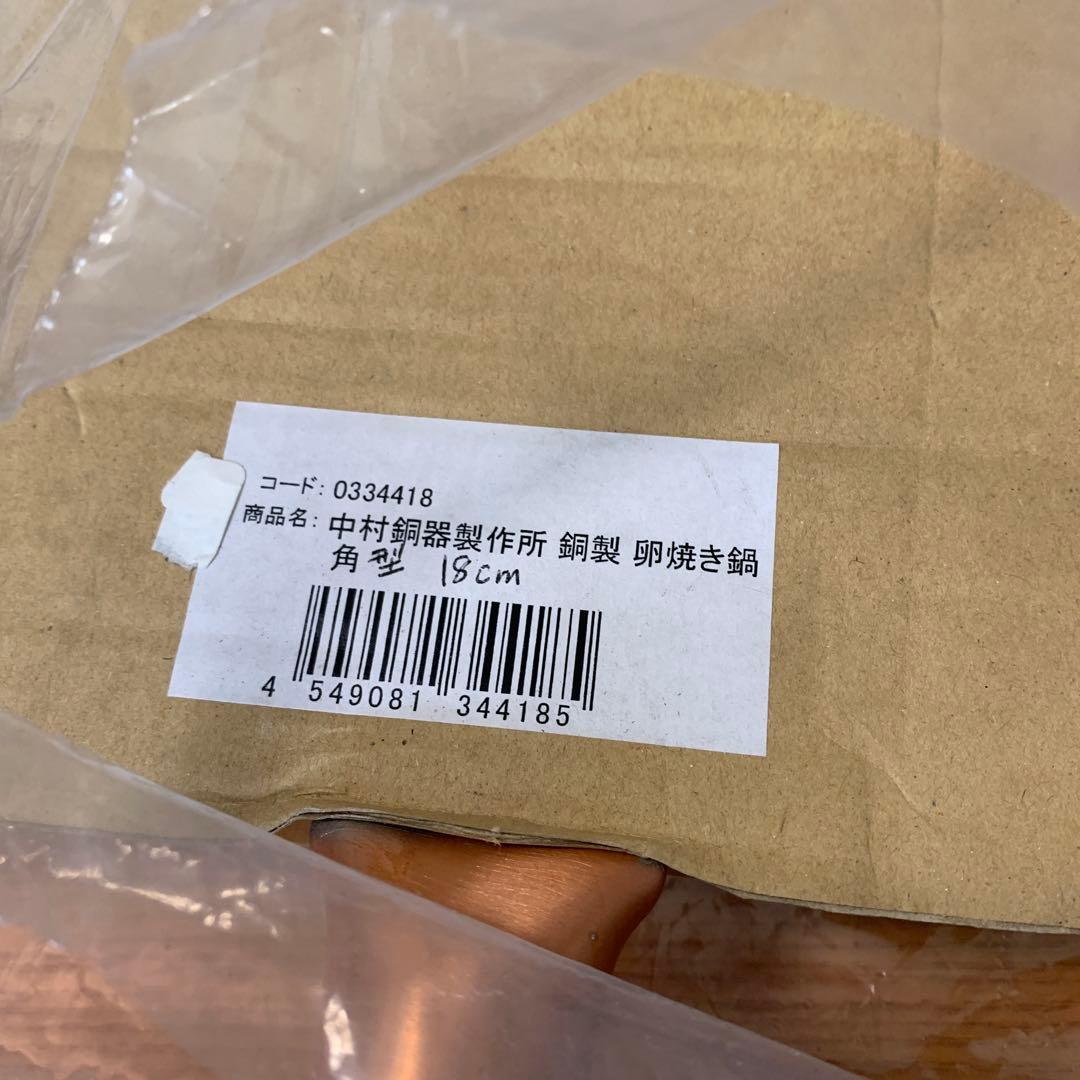 コード: 0334418
商品名: 中村銅器製作所 銅製 卵焼き鍋
角型 18cm
4 549081 344185